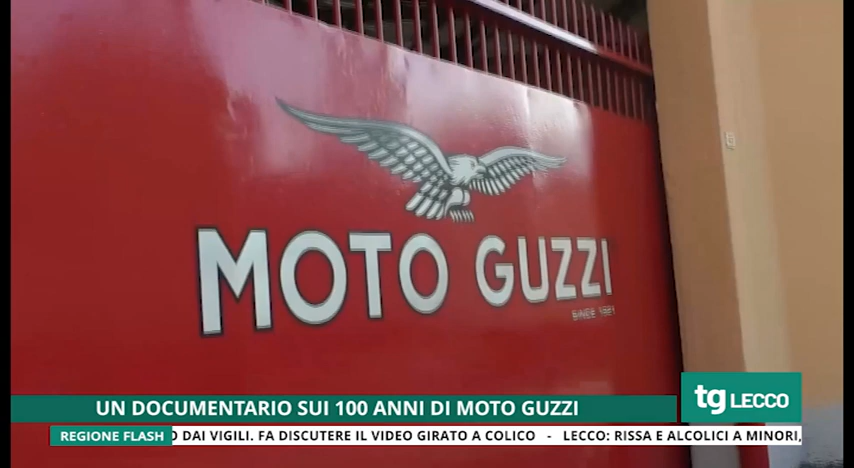 MOTO GUZZI
SINCE 1921
UN DOCUMENTARIO SUI 100 ANNI DI MOTO GUZZI
tg LECCO
REGIONE FLASH
O DAI VIGILI. FA DISCUTERE IL VIDEO GIRATO A COLICO - LECCO: RISSA E ALCOLICI A MINORI,